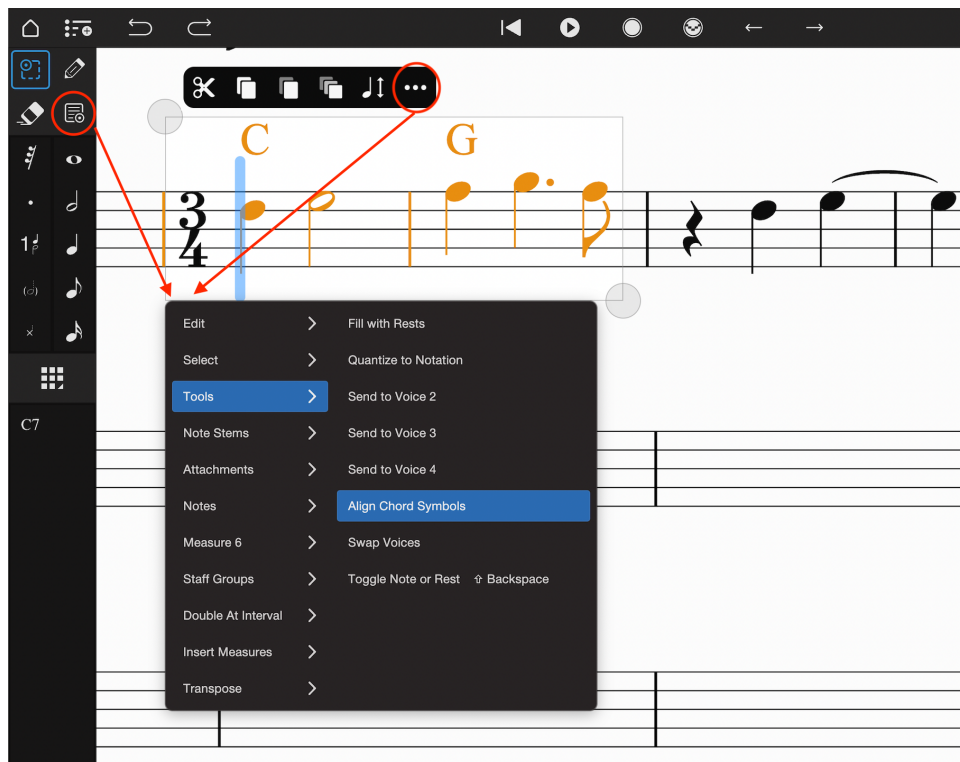 C G
3
4
1
C7
Edit
Select
Tools
Note Stems
Attachments
Notes
Measure 6
Staff Groups
Double At Interval
Insert Measures
Transpose
Fill with Rests
Quantize to Notation
Send to Voice 2
Send to Voice 3
Send to Voice 4
Align Chord Symbols
Swap Voices
Toggle Note or Rest ⇧ Backspace